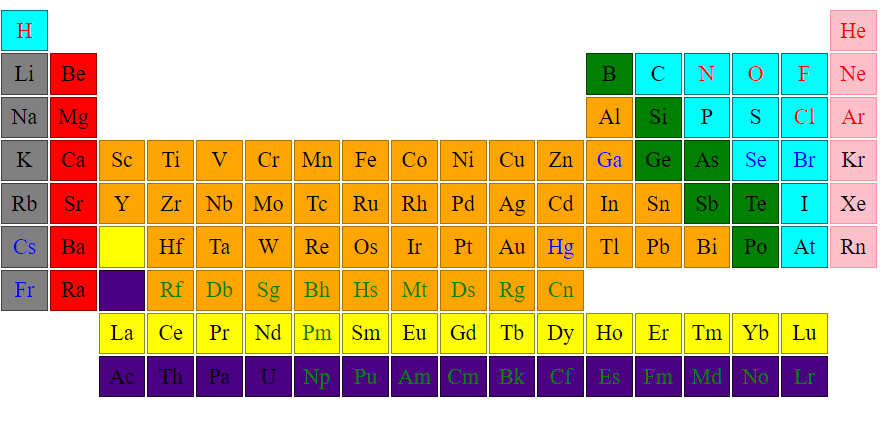 H He
Li Be B C N O F Ne
Na Mg Al Si P S Cl Ar
K Ca Sc Ti V Cr Mn Fe Co Ni Cu Zn Ga Ge As Se Br Kr
Rb Sr Y Zr Nb Mo Tc Ru Rh Pd Ag Cd In Sn Sb Te I Xe
Cs Ba Hf Ta W Re Os Ir Pt Au Hg Tl Pb Bi Po At Rn
Fr Ra Rf Db Sg Bh Hs Mt Ds Rg Cn
La Ce Pr Nd Pm Sm Eu Gd Tb Dy Ho Er Tm Yb Lu
Ac Th Pa U Np Pu Am Cm Bk Cf Es Fm Md No Lr